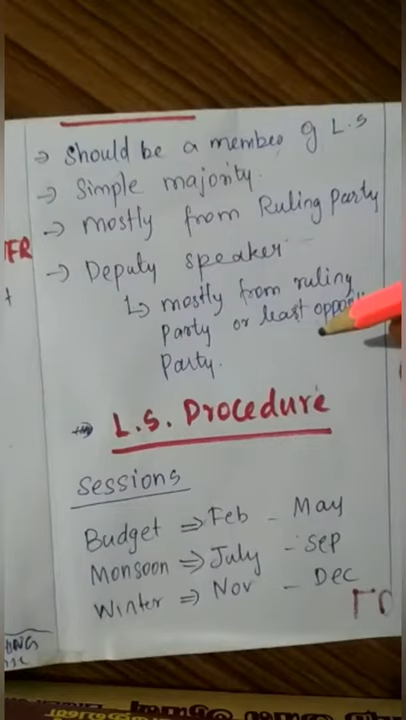 → Should be a member of L.S
→ Simple majority.
→ mostly from Ruling Party
→ Deputy speaker -
↳ mostly from ruling
Party or least
Party.
→ L.S. Procedure
Sessions
Budget ⇒ Feb - May
Monsoon ⇒ July - Sep
Winter ⇒ Nov - Dec